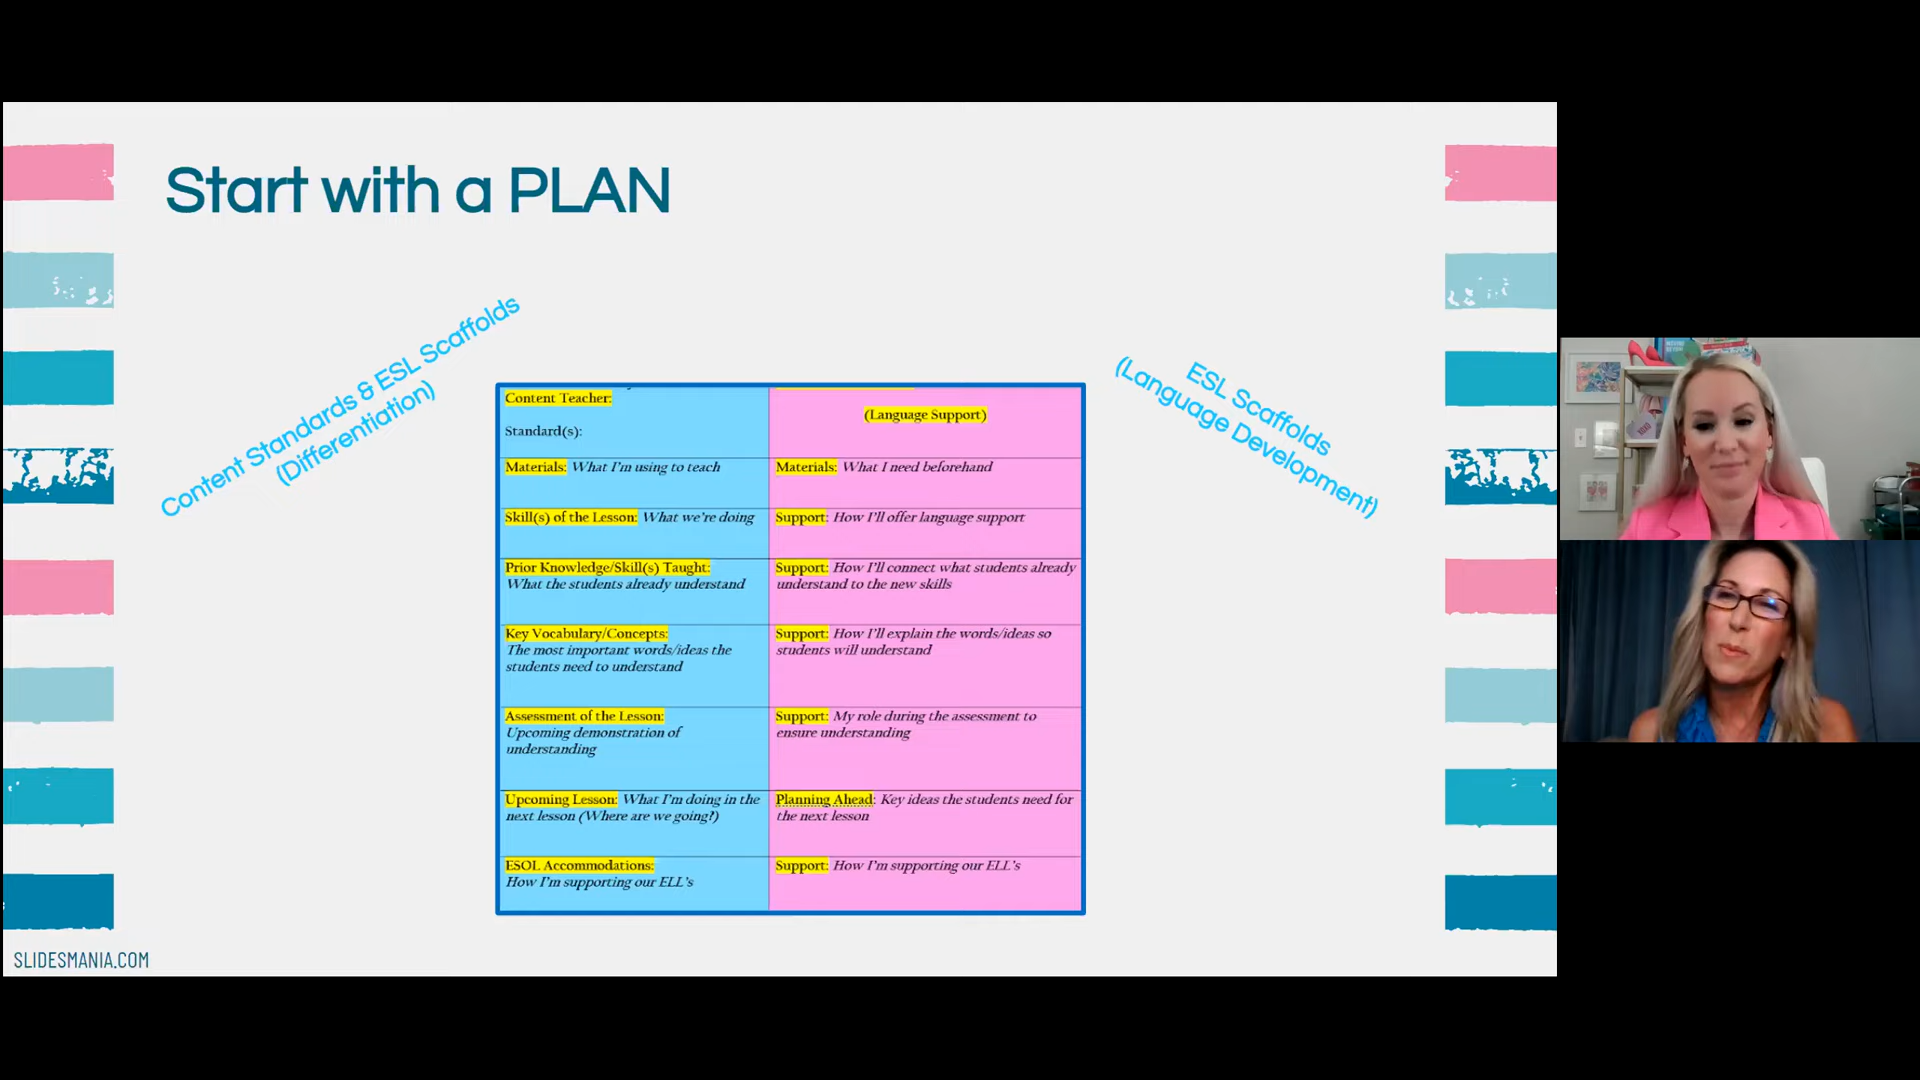 Start with a PLAN
Content Standards & ESL Scaffolds
(Differentiation)
ESL Scaffolds
(Language Development)
Content Teacher:
Standard(s):
(Language Support)
Materials: What I'm using to teach
Materials: What I need beforehand
Skill(s) of the Lesson: What we're doing
Support: How I'll offer language support
Prior Knowledge/Skill(s) Taught:
What the students already understand
Support: How I'll connect what students already
understand to the new skills
Key Vocabulary/Concepts:
The most important words/ideas the
students need to understand
Support: How I'll explain the words/ideas so
students will understand
Assessment of the Lesson:
Upcoming demonstration of
understanding
Support: My role during the assessment to
ensure understanding
Upcoming Lesson: What I'm doing in the
next lesson (Where are we going?)
Planning Ahead: Key ideas the students need for
the next lesson
ESOL Accommodations:
How I'm supporting our ELL's
Support: How I'm supporting our ELL's
SLIDESMANIA.COM